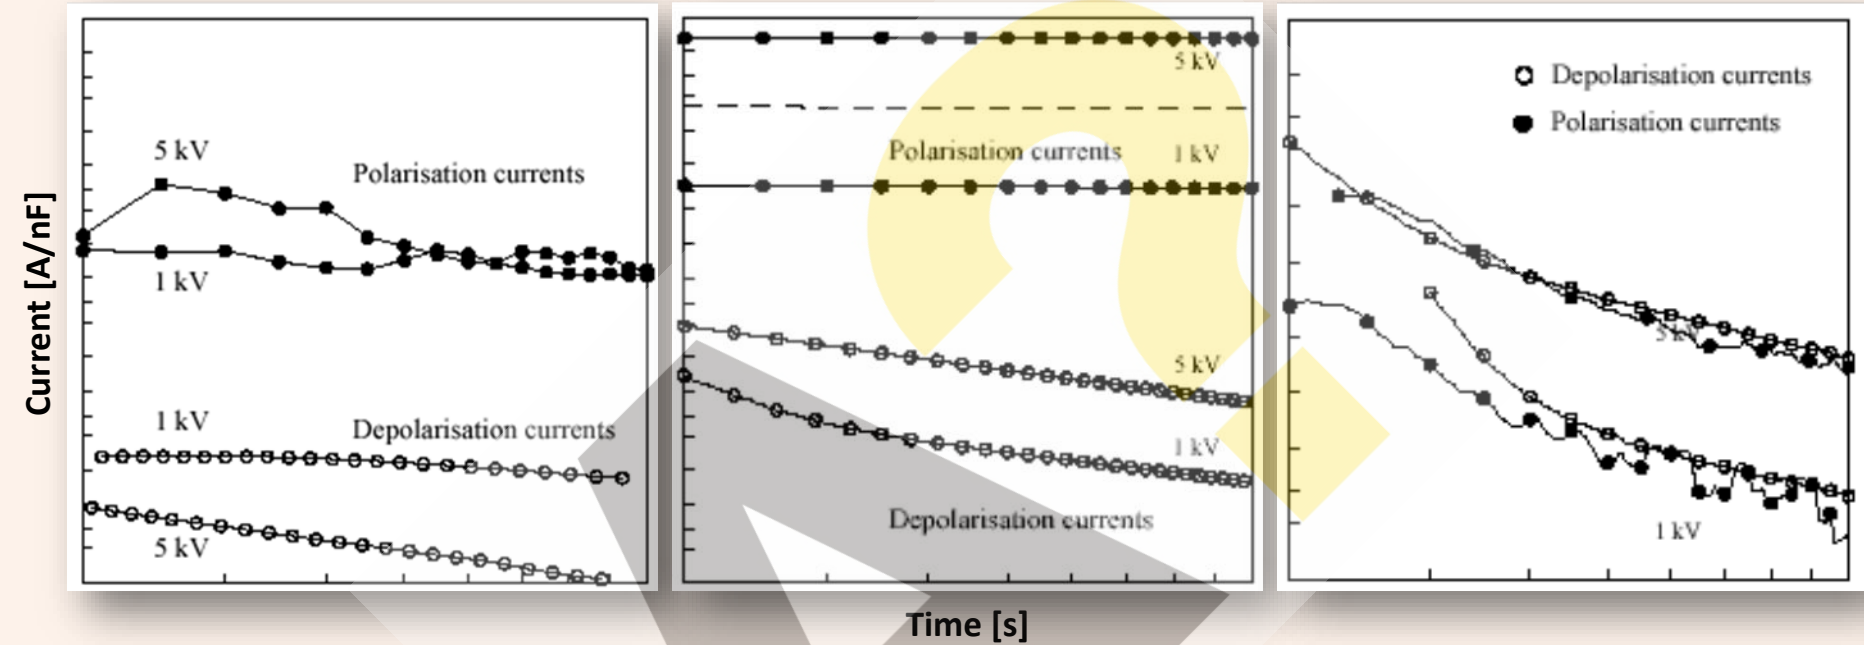 Current [A/nF]
5 kV
Polarisation currents
1 kV
1 kV
Depolarisation currents
5 kV
5 kV
Polarisation currents 1 kV
5 kV
1 kV
Depolarisation currents
Depolarisation currents
Polarisation currents
5 kV
1 kV
Time [s]